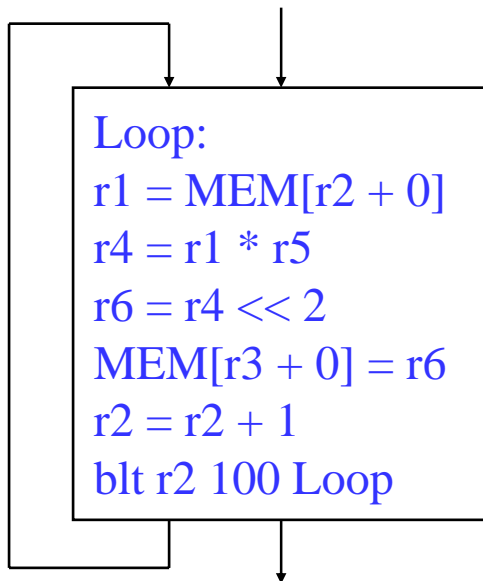 Loop:
r1 = MEM[r2 + 0]
r4 = r1 * r5
r6 = r4 << 2
MEM[r3 + 0] = r6
r2 = r2 + 1
blt r2 100 Loop